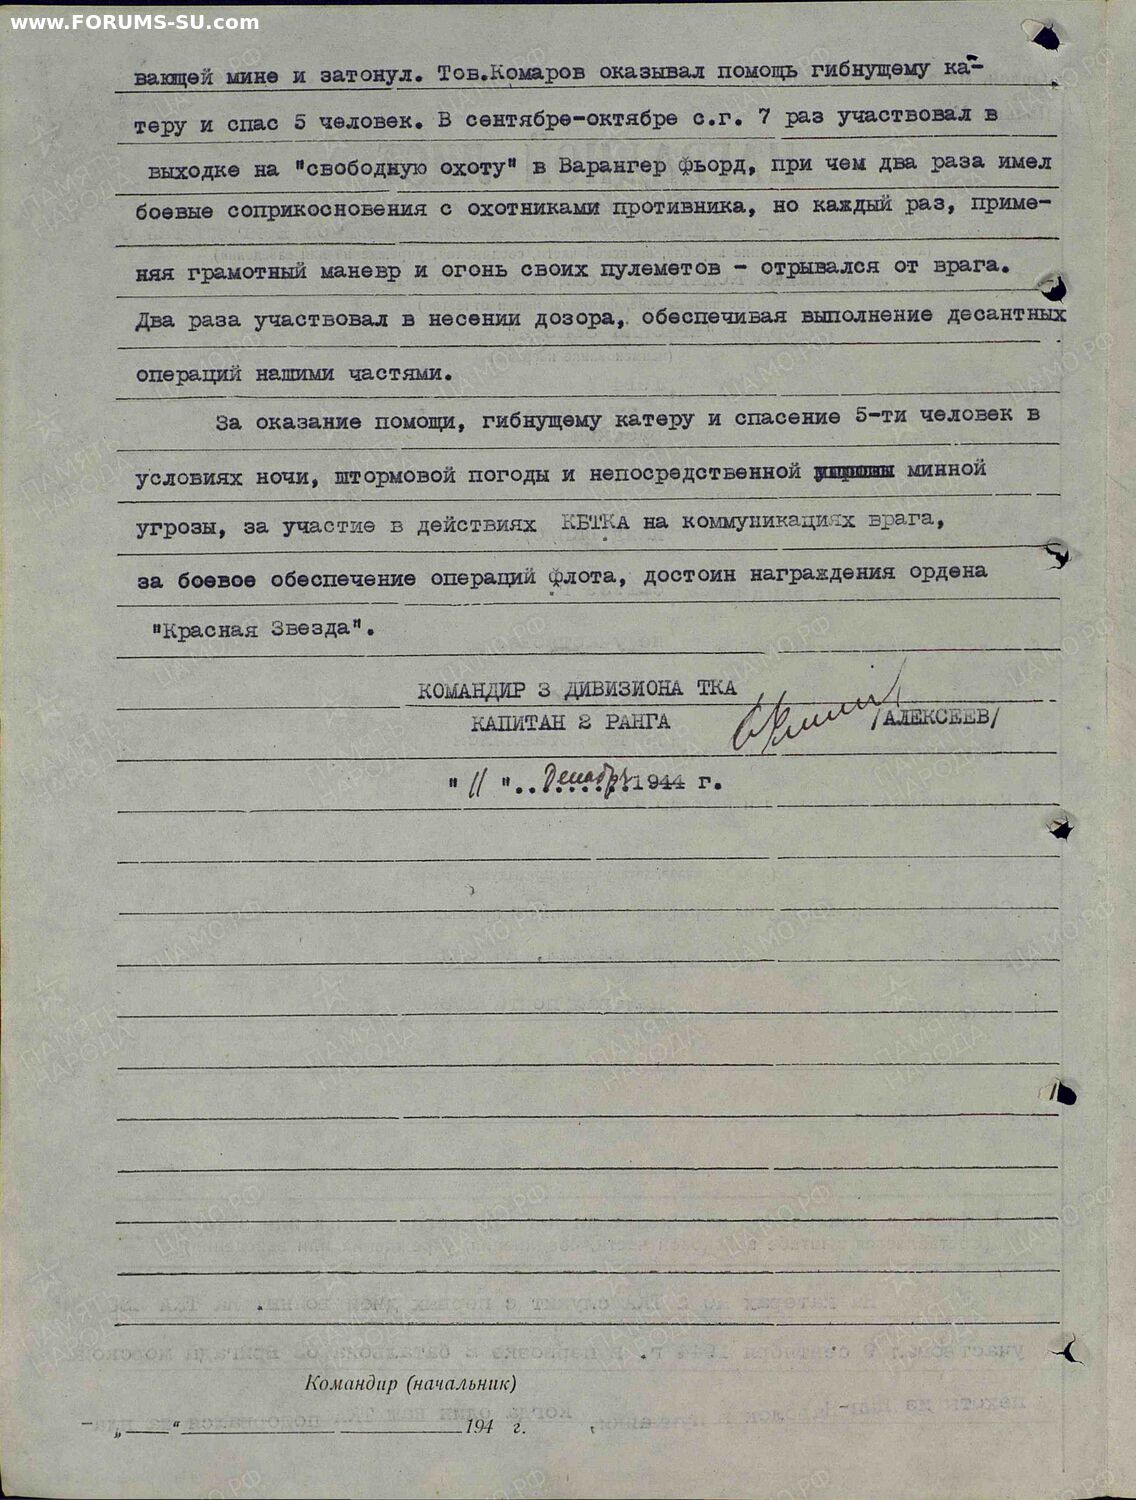 www.FORUMS-SU.com
вающей мине и затонул. Тов.Комаров оказывал помощь гибнущему ка-
теру и спас 5 человек. В сентябре-октябре с.г. 7 раз участвовал в
выходке на "свободную охоту" в Варангер фьорд, при чем два раза имел
боевые соприкосновения с охотниками противника, но каждый раз, приме-
няя грамотный маневр и огонь своих пулеметов - отрывался от врага.
Два раза участвовал в несении дозора, обеспечивая выполнение десантных
операций нашими частями.
За оказание помощи, гибнущему катеру и спасение 5-ти человек в
условиях ночи, штормовой погоды и непосредственной минной
угрозы, за участие в действиях КБТКА на коммуникациях врага,
за боевое обеспечение операций флота, достоин награждения ордена
"Красная Звезда".
КОМАНДИР 3 ДИВИЗИОНА ТКА
КАПИТАН 2 РАНГА /АЛЕКСЕЕВ/
" 11 " декабрь 1944 г.
Командир (начальник)
„ “ 194 г.